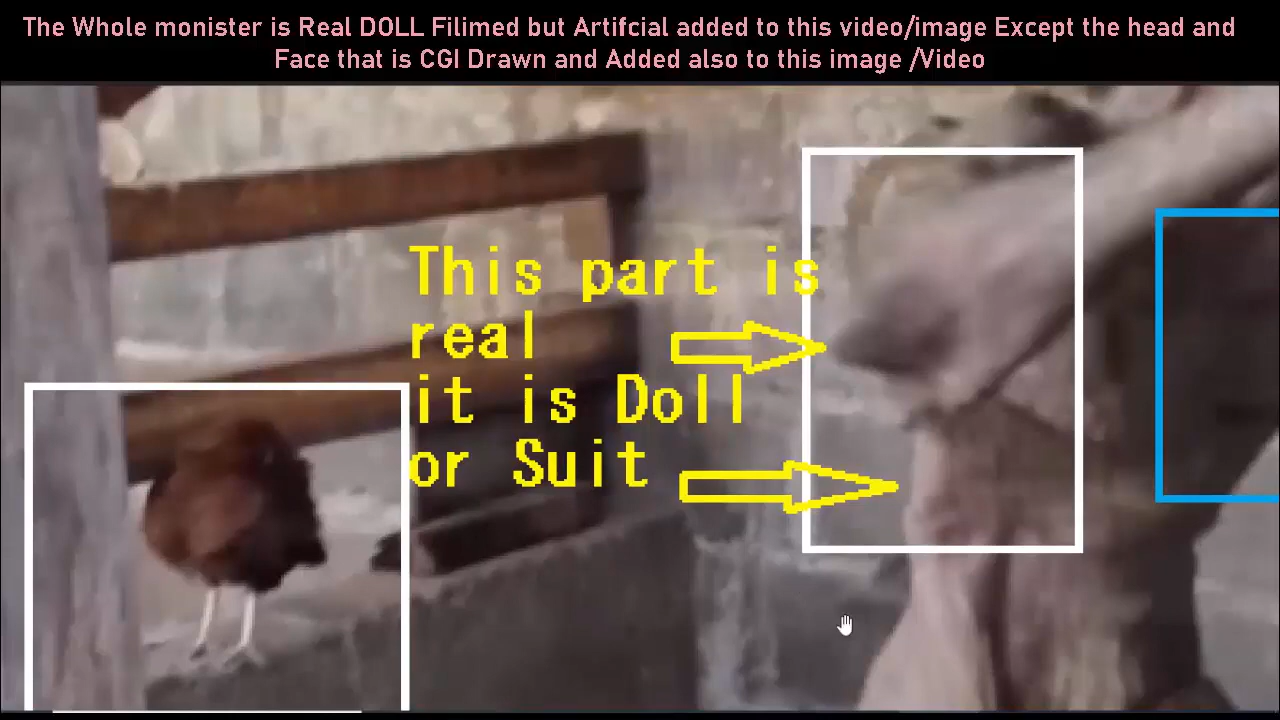 The Whole monister is Real DOLL Filimed but Artifcial added to this video/image Except the head and
Face that is CGI Drawn and Added also to this image /Video
This part is
real
it is Doll
or Suit